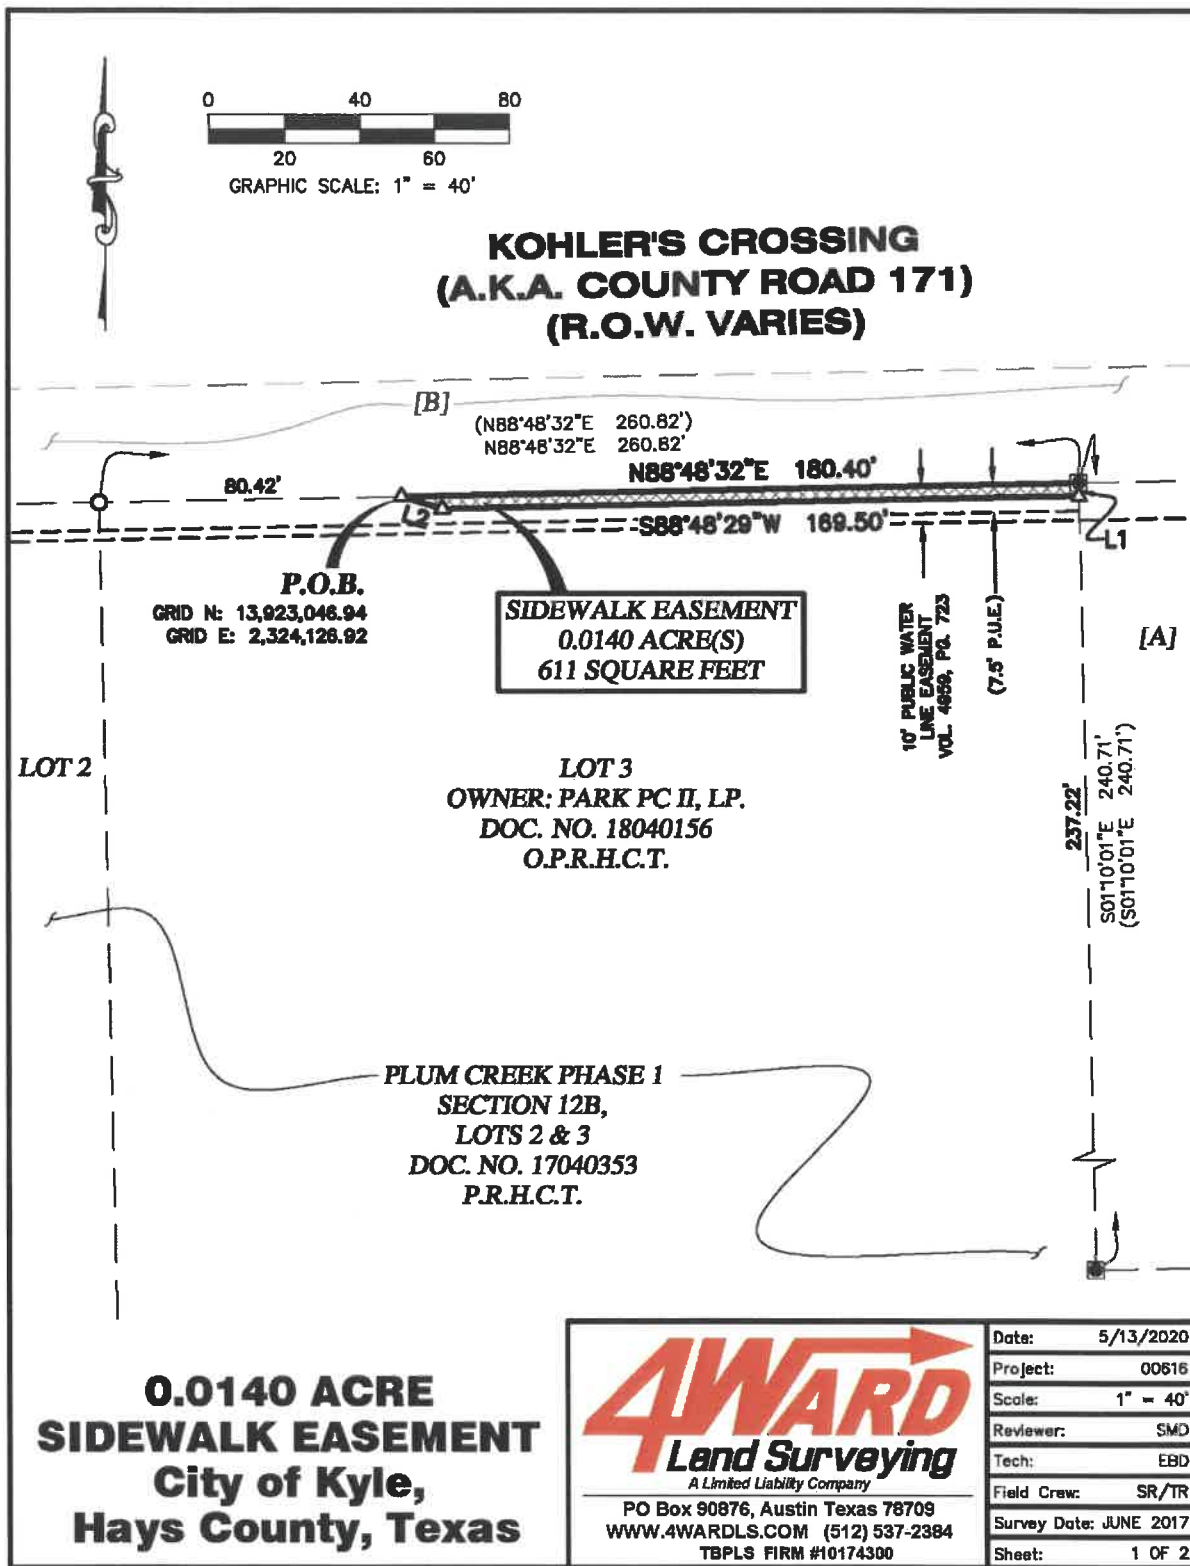 0 40 80
20 60
GRAPHIC SCALE: 1" = 40'
KOHLER'S CROSSING
(A.K.A. COUNTY ROAD 171)
(R.O.W. VARIES)
[B]
(N88°48'32"E 260.82')
N88°48'32"E 260.82'
N88°48'32"E 180.40'
80.42'
L2
S88°48'29"W 169.50'
L1
P.O.B.
GRID N: 13,923,046.94
GRID E: 2,324,126.92
SIDEWALK EASEMENT
0.0140 ACRE(S)
611 SQUARE FEET
10' PUBLIC WATER
LINE EASEMENT
VOL. 4959, PG. 723
(7.5' P.U.E.)
[A]
LOT 2
LOT 3
OWNER: PARK PC II, LP.
DOC. NO. 18040156
O.P.R.H.C.T.
237.22'
S01°10'01"E 240.71'
(S01°10'01"E 240.71')
PLUM CREEK PHASE 1
SECTION 12B,
LOTS 2 & 3
DOC. NO. 17040353
P.R.H.C.T.
0.0140 ACRE
SIDEWALK EASEMENT
City of Kyle,
Hays County, Texas
4WARD
Land Surveying
A Limited Liability Company
PO Box 90876, Austin Texas 78709
WWW.4WARDLS.COM (512) 537-2384
TBPLS FIRM #10174300
Date: 5/13/2020
Project: 00616
Scale: 1" = 40'
Reviewer: SMD
Tech: EBD
Field Crew: SR/TR
Survey Date: JUNE 2017
Sheet: 1 OF 2